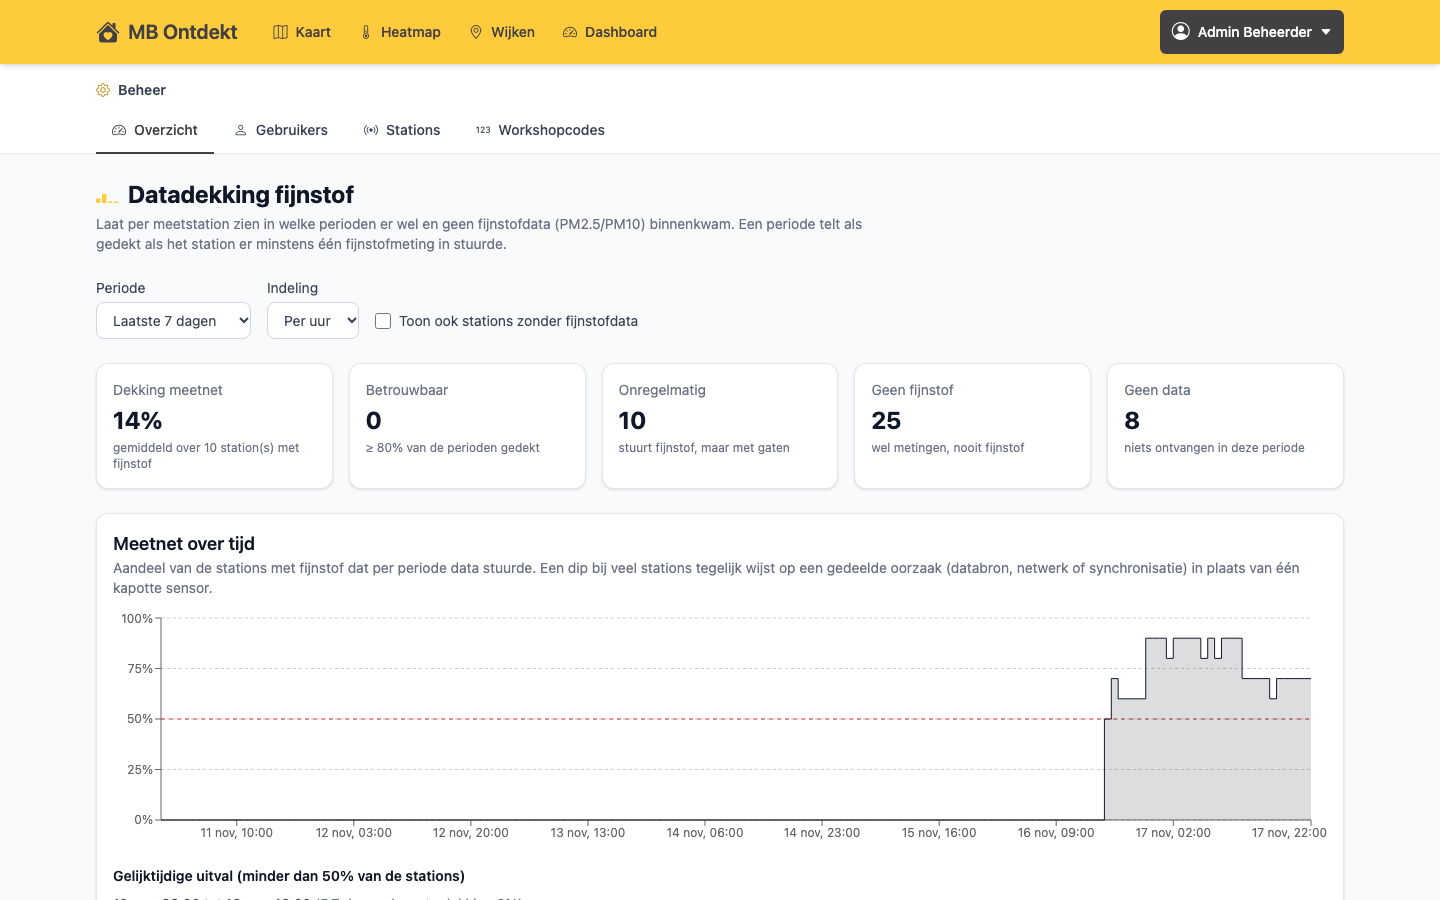 MB Ontdekt
Kaart
Heatmap
Wijken
Dashboard
Admin Beheerder
Beheer
Overzicht
Gebruikers
Stations
123 Workshopcodes
Datadekking fijnstof
Laat per meetstation zien in welke perioden er wel en geen fijnstofdata (PM2.5/PM10) binnenkwam. Een periode telt als
gedekt als het station er minstens één fijnstofmeting in stuurde.
Periode
Indeling
Laatste 7 dagen
Per uur
Toon ook stations zonder fijnstofdata
Dekking meetnet
14%
gemiddeld over 10 station(s) met
fijnstof
Betrouwbaar
0
≥ 80% van de perioden gedekt
Onregelmatig
10
stuurt fijnstof, maar met gaten
Geen fijnstof
25
wel metingen, nooit fijnstof
Geen data
8
niets ontvangen in deze periode
Meetnet over tijd
Aandeel van de stations met fijnstof dat per periode data stuurde. Een dip bij veel stations tegelijk wijst op een gedeelde oorzaak (databron, netwerk of synchronisatie) in plaats van één
kapotte sensor.
100%
75%
50%
25%
0%
11 nov, 10:00
12 nov, 03:00
12 nov, 20:00
13 nov, 13:00
14 nov, 06:00
14 nov, 23:00
15 nov, 16:00
16 nov, 09:00
17 nov, 02:00
17 nov, 22:00
Gelijktijdige uitval (minder dan 50% van de stations)